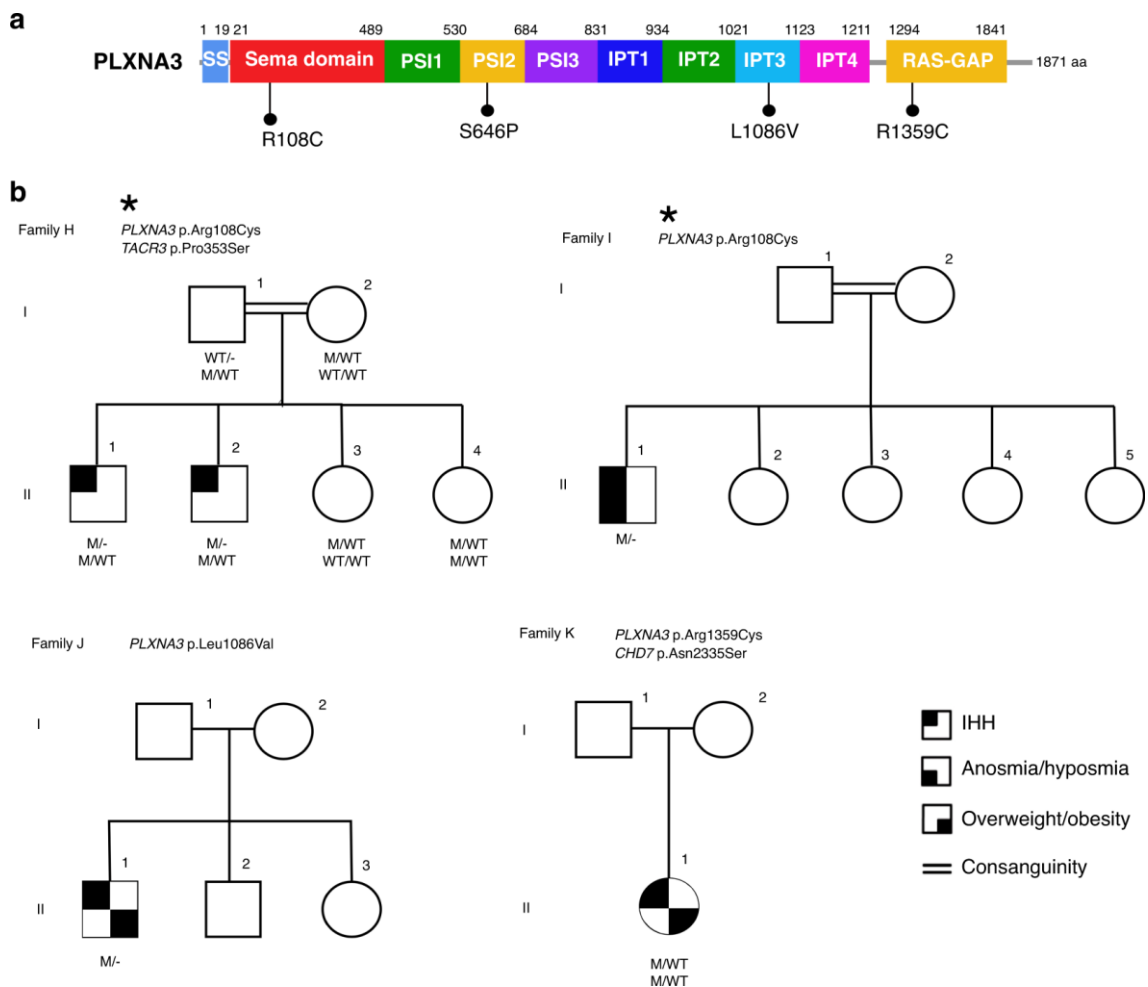 a
1 19 21 489 530 684 831 934 1021 1123 1211 1294 1841
PLXNA3 SS Sema domain PSI1 PSI2 PSI3 IPT1 IPT2 IPT3 IPT4 RAS-GAP 1871 aa
R108C S646P L1086V R1359C
b
*
Family H PLXNA3 p.Arg108Cys
TACR3 p.Pro353Ser
1 2
I
WT/- M/WT
M/WT WT/WT
1 2 3 4
II
M/- M/- M/WT M/WT
M/WT M/WT WT/WT M/WT
*
Family I PLXNA3 p.Arg108Cys
1 2
I
1 2 3 4 5
II
M/-
Family J PLXNA3 p.Leu1086Val
1 2
I
1 2 3
II
M/-
Family K PLXNA3 p.Arg1359Cys
CHD7 p.Asn2335Ser
1 2
I
1
II
M/WT
M/WT
IHH
Anosmia/hyposmia
Overweight/obesity
Consanguinity